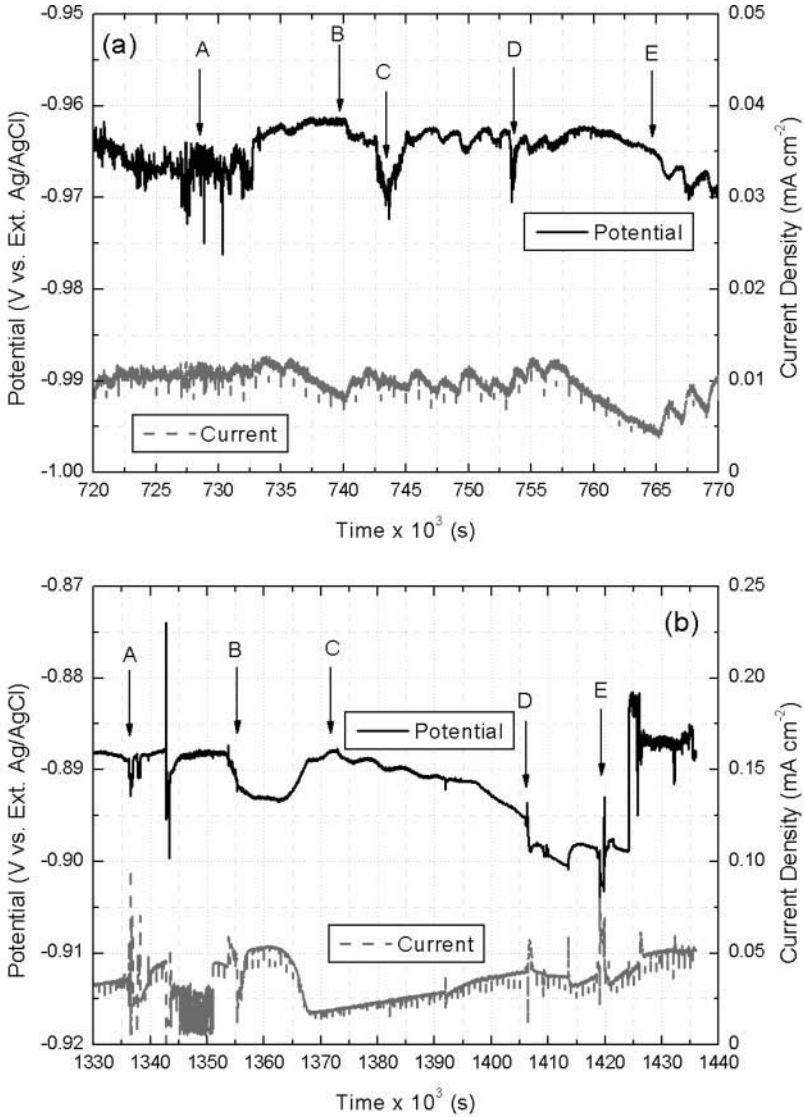 (a)
A
B
C
D
E
Potential
Current
-0.95
-0.96
-0.97
-0.98
-0.99
-1.00
Potential (V vs. Ext. Ag/AgCl)
0.05
0.04
0.03
0.02
0.01
0
Current Density (mA cm⁻²)
720 725 730 735 740 745 750 755 760 765 770
Time x 10³ (s)
(b)
A
B
C
D
E
Potential
Current
-0.87
-0.88
-0.89
-0.90
-0.91
-0.92
Potential (V vs. Ext. Ag/AgCl)
0.25
0.20
0.15
0.10
0.05
0
Current Density (mA cm⁻²)
1330 1340 1350 1360 1370 1380 1390 1400 1410 1420 1430 1440
Time x 10³ (s)